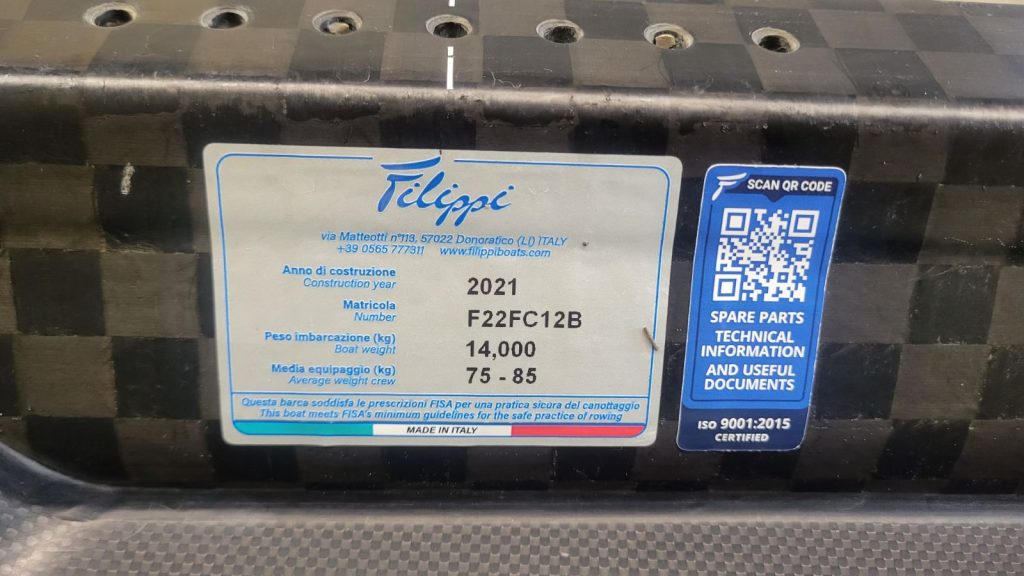 Filippi
via Matteotti n°113, 57022 Donoratico (LI) ITALY
+39 0565 777311 www.filippiboats.com
Anno di costruzione
Construction year
2021
Matricola
Number
F22FC12B
Peso imbarcazione (kg)
Boat weight
14,000
Media equipaggio (kg)
Average weight crew
75 - 85
Questa barca soddisfa le prescrizioni FISA per una pratica sicura del canottaggio
This boat meets FISA's minimum guidelines for the safe practice of rowing
MADE IN ITALY
SCAN QR CODE
SPARE PARTS
TECHNICAL
INFORMATION
AND USEFUL
DOCUMENTS
ISO 9001:2015
CERTIFIED